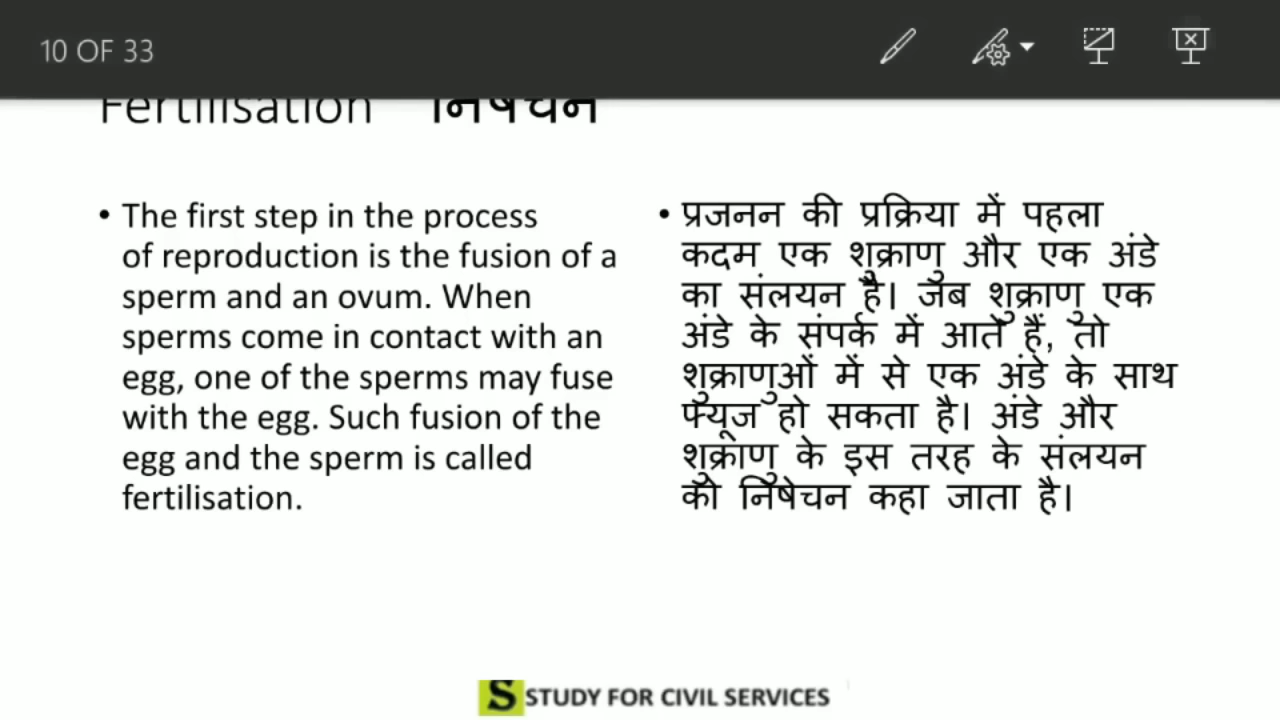 10 OF 33
Fertilisation निषेचन
• The first step in the process
of reproduction is the fusion of a
sperm and an ovum. When
sperms come in contact with an
egg, one of the sperms may fuse
with the egg. Such fusion of the
egg and the sperm is called
fertilisation.
• प्रजनन की प्रक्रिया में पहला
कदम एक शुक्राणु और एक अंडे
का संलयन है। जब शुक्राणु एक
अंडे के संपर्क में आते हैं, तो
शुक्राणुओं में से एक अंडे के साथ
फ्यूज हो सकता है। अंडे और
शुक्राणु के इस तरह के संलयन
को निषेचन कहा जाता है।
S STUDY FOR CIVIL SERVICES